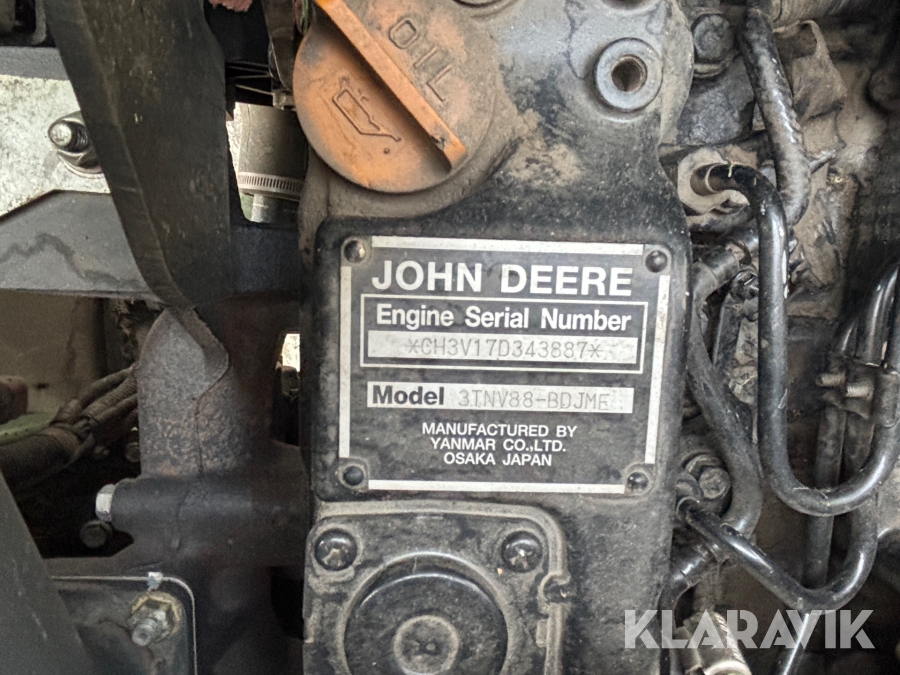 OIL
JOHN DEERE
Engine Serial Number
*CH3V17D343887*
Model 3TNV88-BDJME
MANUFACTURED BY
YANMAR CO.,LTD.
OSAKA JAPAN
KLARAVIK